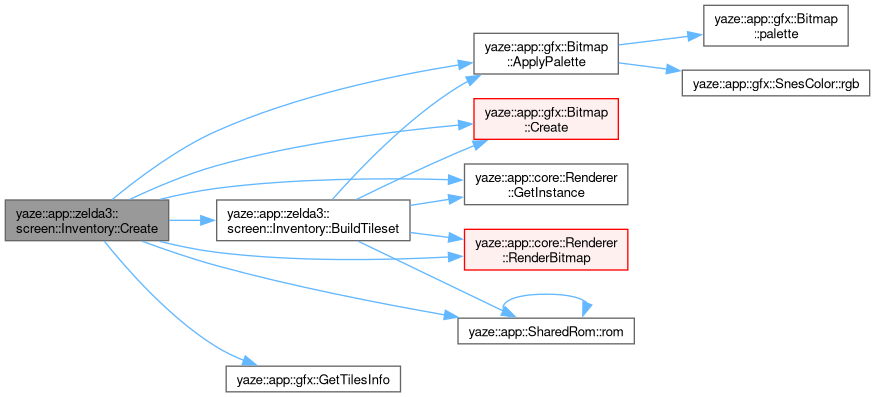 yaze::app::zelda3::
screen::Inventory::Create
yaze::app::zelda3::
screen::Inventory::BuildTileset
yaze::app::gfx::Bitmap
::ApplyPalette
yaze::app::gfx::Bitmap
::palette
yaze::app::gfx::SnesColor::rgb
yaze::app::gfx::Bitmap
::Create
yaze::app::core::Renderer
::GetInstance
yaze::app::core::Renderer
::RenderBitmap
yaze::app::SharedRom::rom
yaze::app::gfx::GetTilesInfo